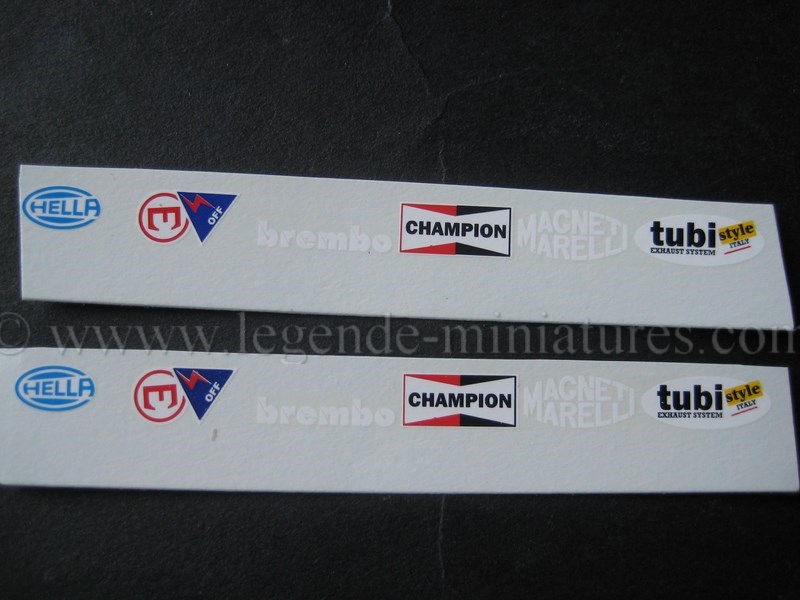 HELLA
E
OFF
brembo
CHAMPION
MAGNETI
MARELLI
tubi style
EXHAUST SYSTEM ITALY
© www.legende-miniatures.com
HELLA
E
OFF
brembo
CHAMPION
MAGNETI
MARELLI
tubi style
EXHAUST SYSTEM ITALY